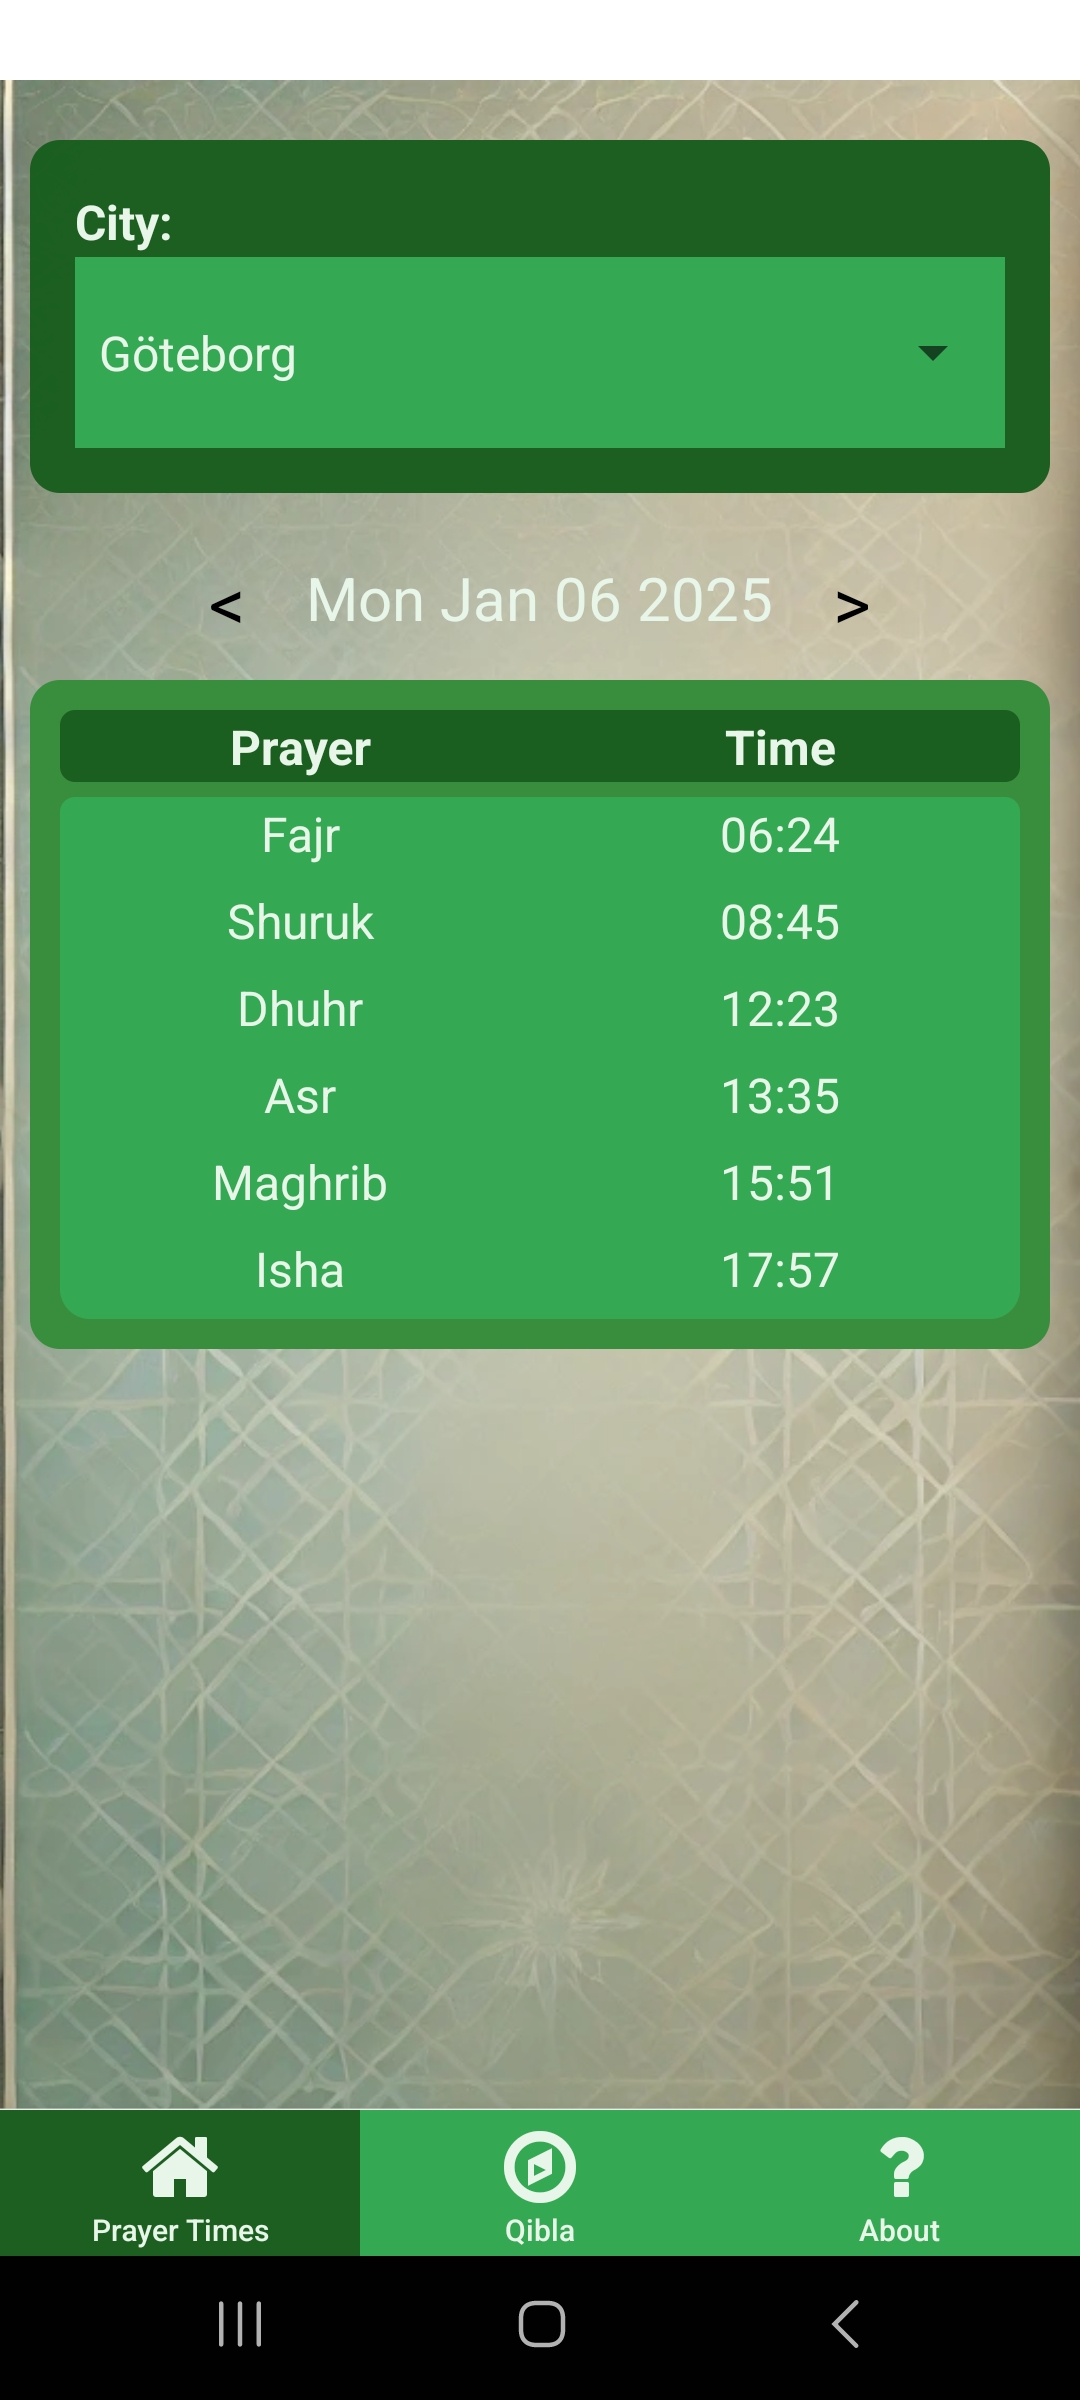 City:
Göteborg
< Mon Jan 06 2025 >
Prayer Time
Fajr 06:24
Shuruk 08:45
Dhuhr 12:23
Asr 13:35
Maghrib 15:51
Isha 17:57
Prayer Times Qibla About